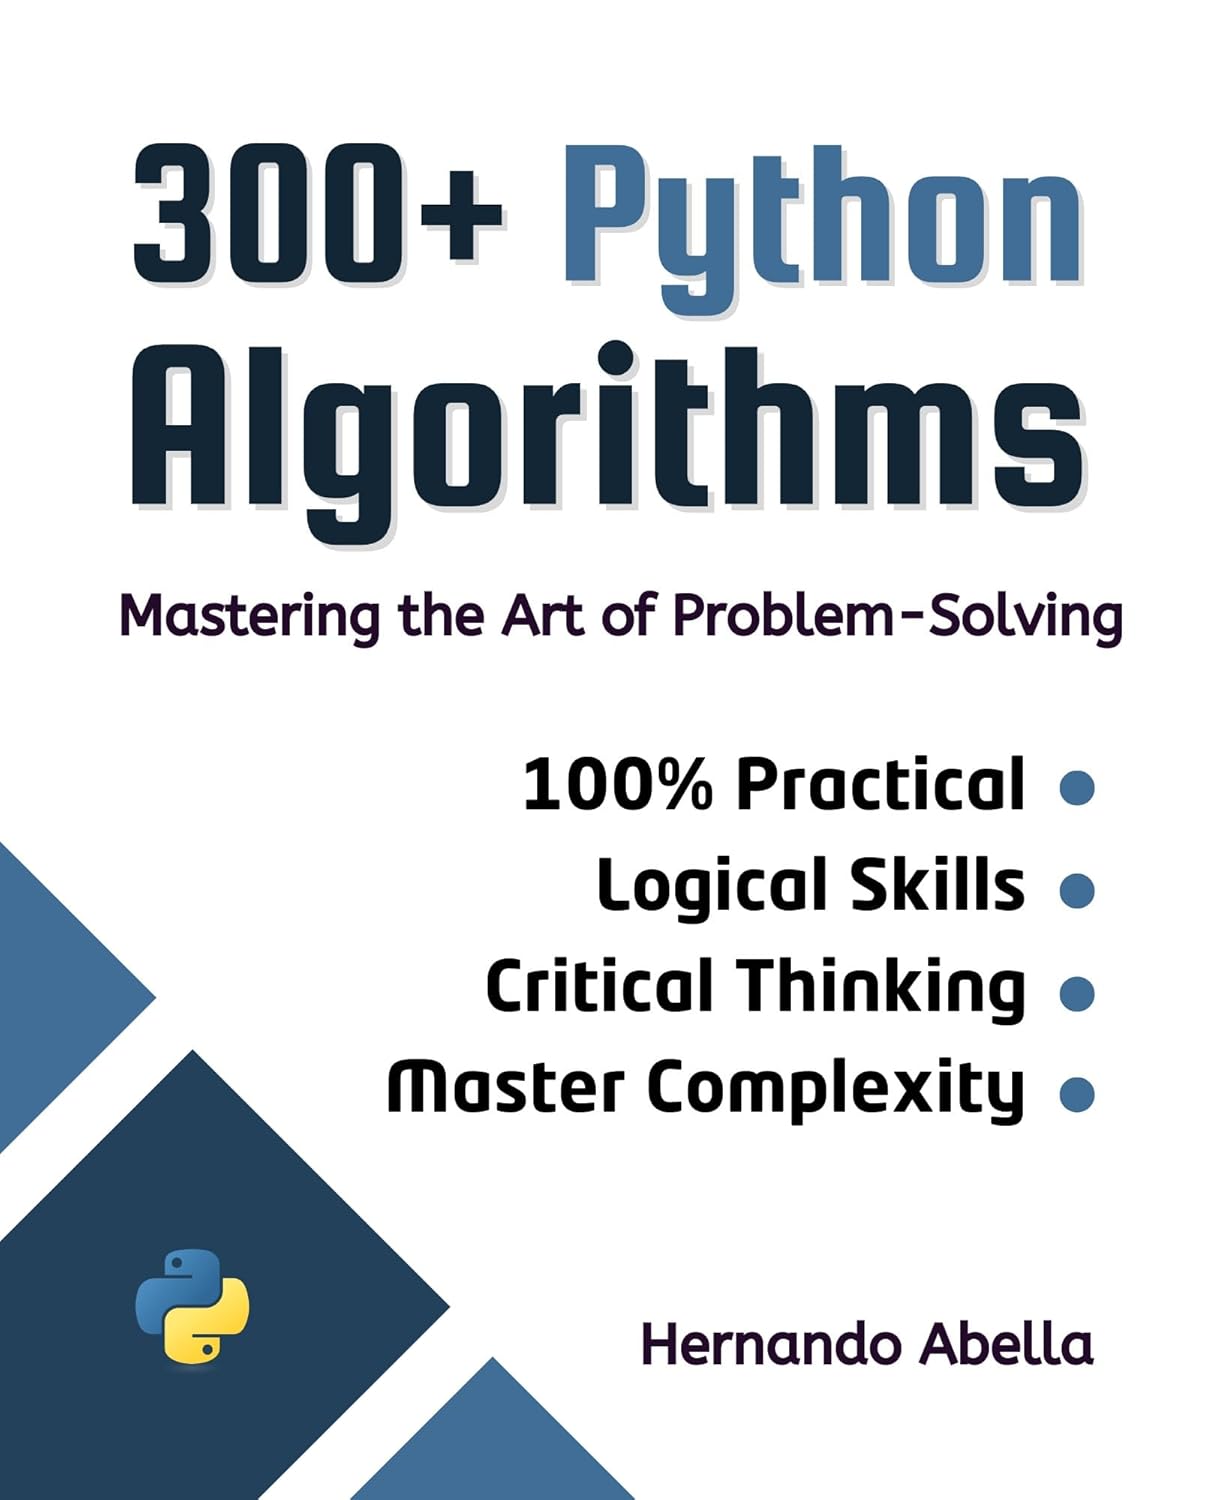 300+ Python
Algorithms
Mastering the Art of Problem-Solving
100% Practical
Logical Skills
Critical Thinking
Master Complexity
Hernando Abella